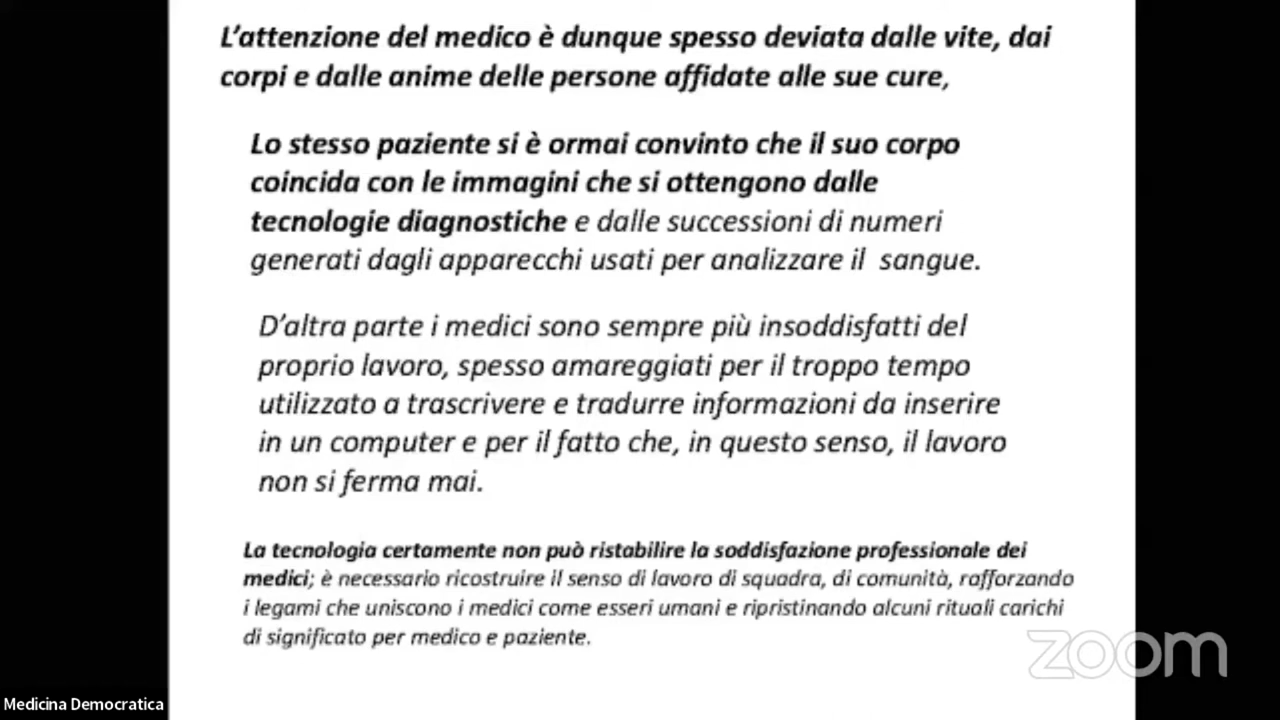 L'attenzione del medico è dunque spesso deviata dalle vite, dai
corpi e dalle anime delle persone affidate alle sue cure,
Lo stesso paziente si è ormai convinto che il suo corpo
coincida con le immagini che si ottengono dalle
tecnologie diagnostiche e dalle successioni di numeri
generati dagli apparecchi usati per analizzare il  sangue.
D'altra parte i medici sono sempre più insoddisfatti del
proprio lavoro, spesso amareggiati per il troppo tempo
utilizzato a trascrivere e tradurre informazioni da inserire
in un computer e per il fatto che, in questo senso, il lavoro
non si ferma mai.
La tecnologia certamente non può ristabilire la soddisfazione professionale dei
medici; è necessario ricostruire il senso di lavoro di squadra, di comunità, rafforzando
i legami che uniscono i medici come esseri umani e ripristinando alcuni rituali carichi
di significato per medico e paziente.
zoom
Medicina Democratica